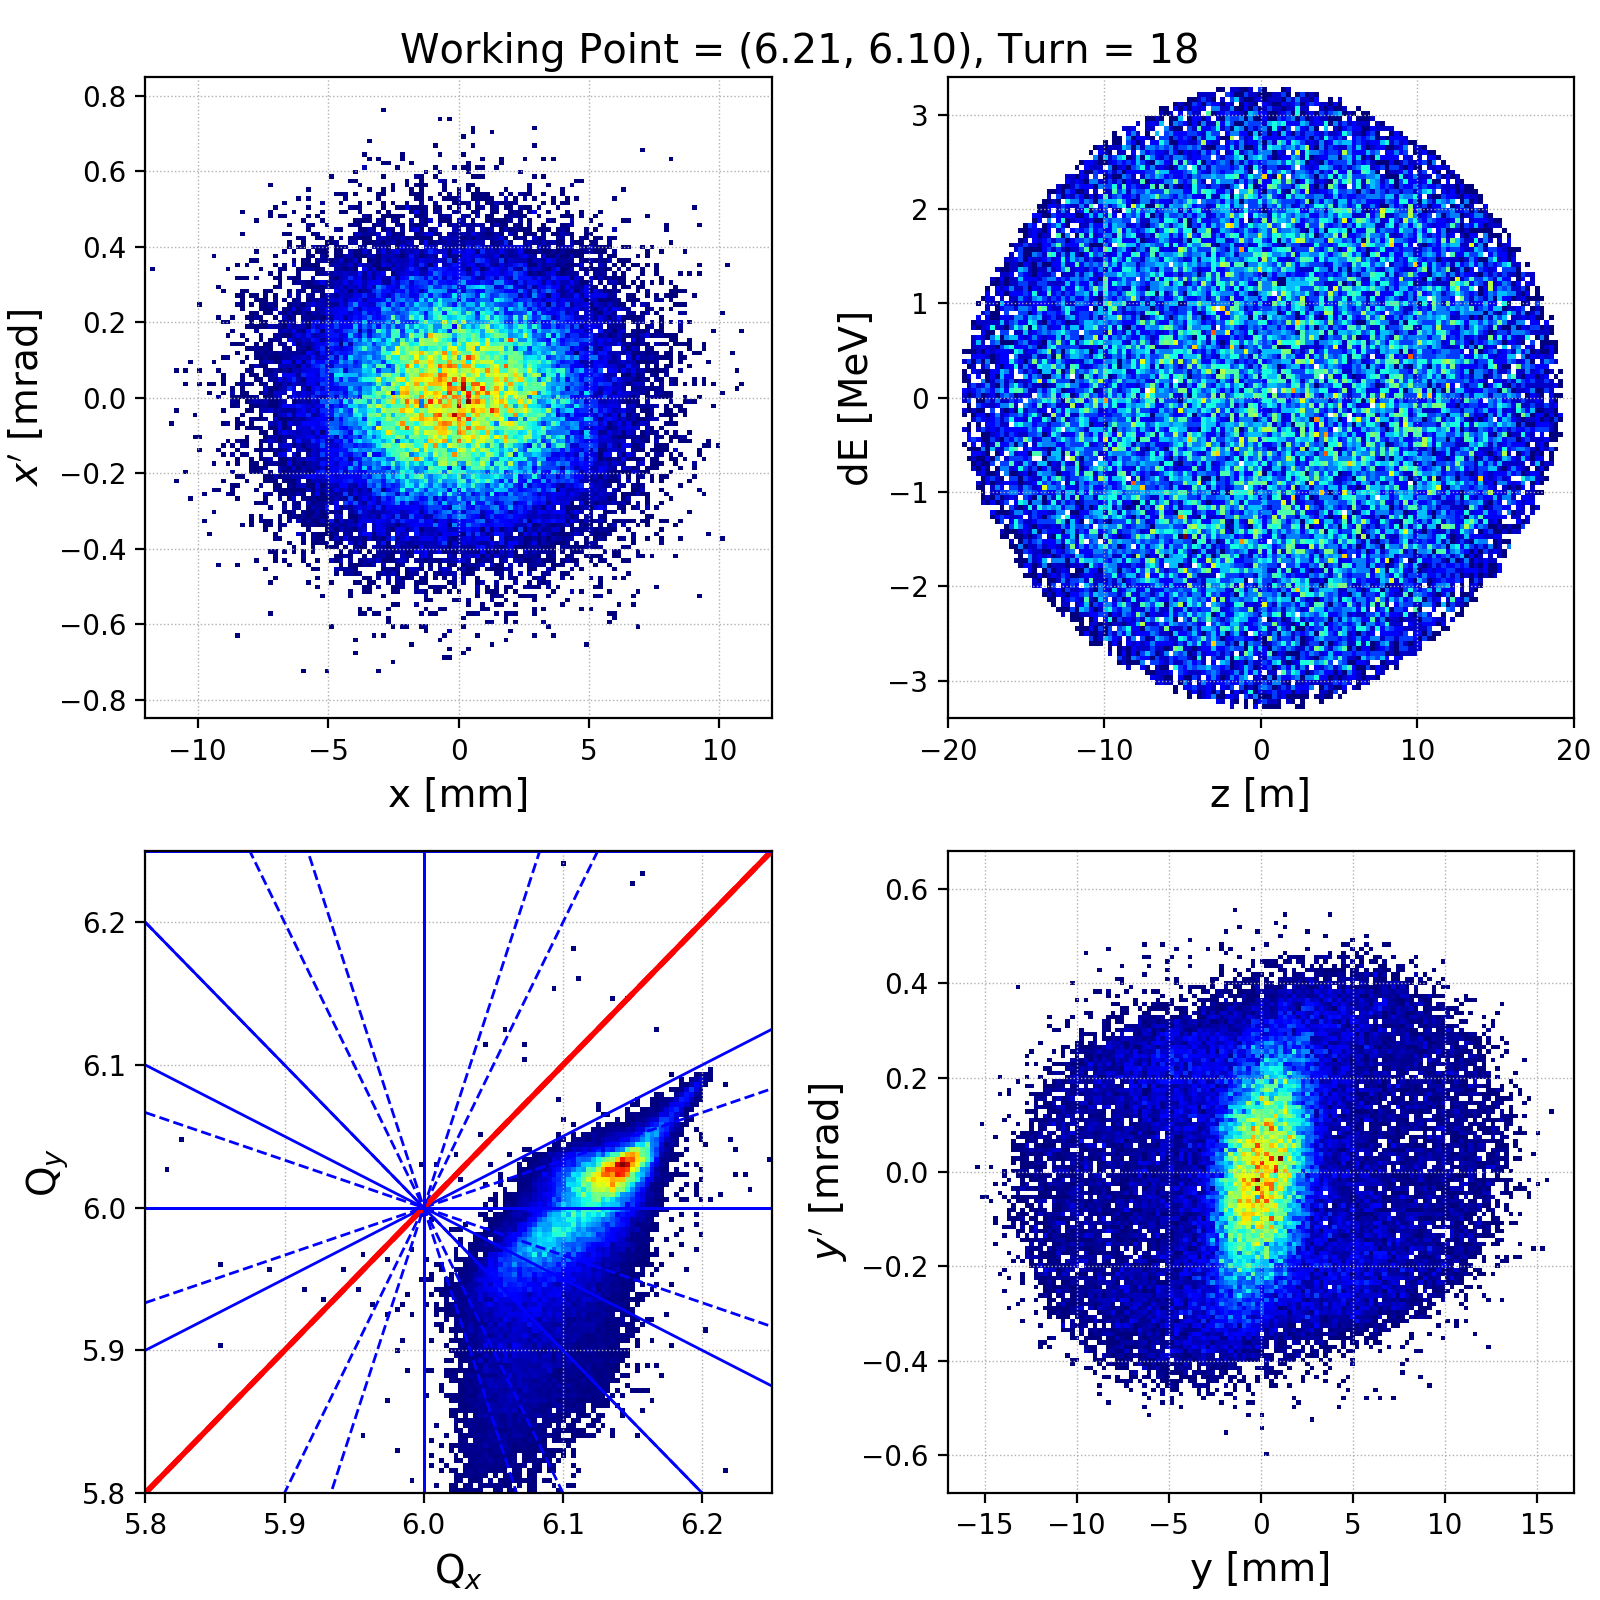 Working Point = (6.21, 6.10), Turn = 18
0.8
0.6
0.4
0.2
0.0
−0.2
−0.4
−0.6
−0.8
x′ [mrad]
−10 −5 0 5 10
x [mm]
3
2
1
0
−1
−2
−3
dE [MeV]
−20 −10 0 10 20
z [m]
6.2
6.1
6.0
5.9
5.8
Qy
5.8 5.9 6.0 6.1 6.2
Qx
0.6
0.4
0.2
0.0
−0.2
−0.4
−0.6
y′ [mrad]
−15 −10 −5 0 5 10 15
y [mm]